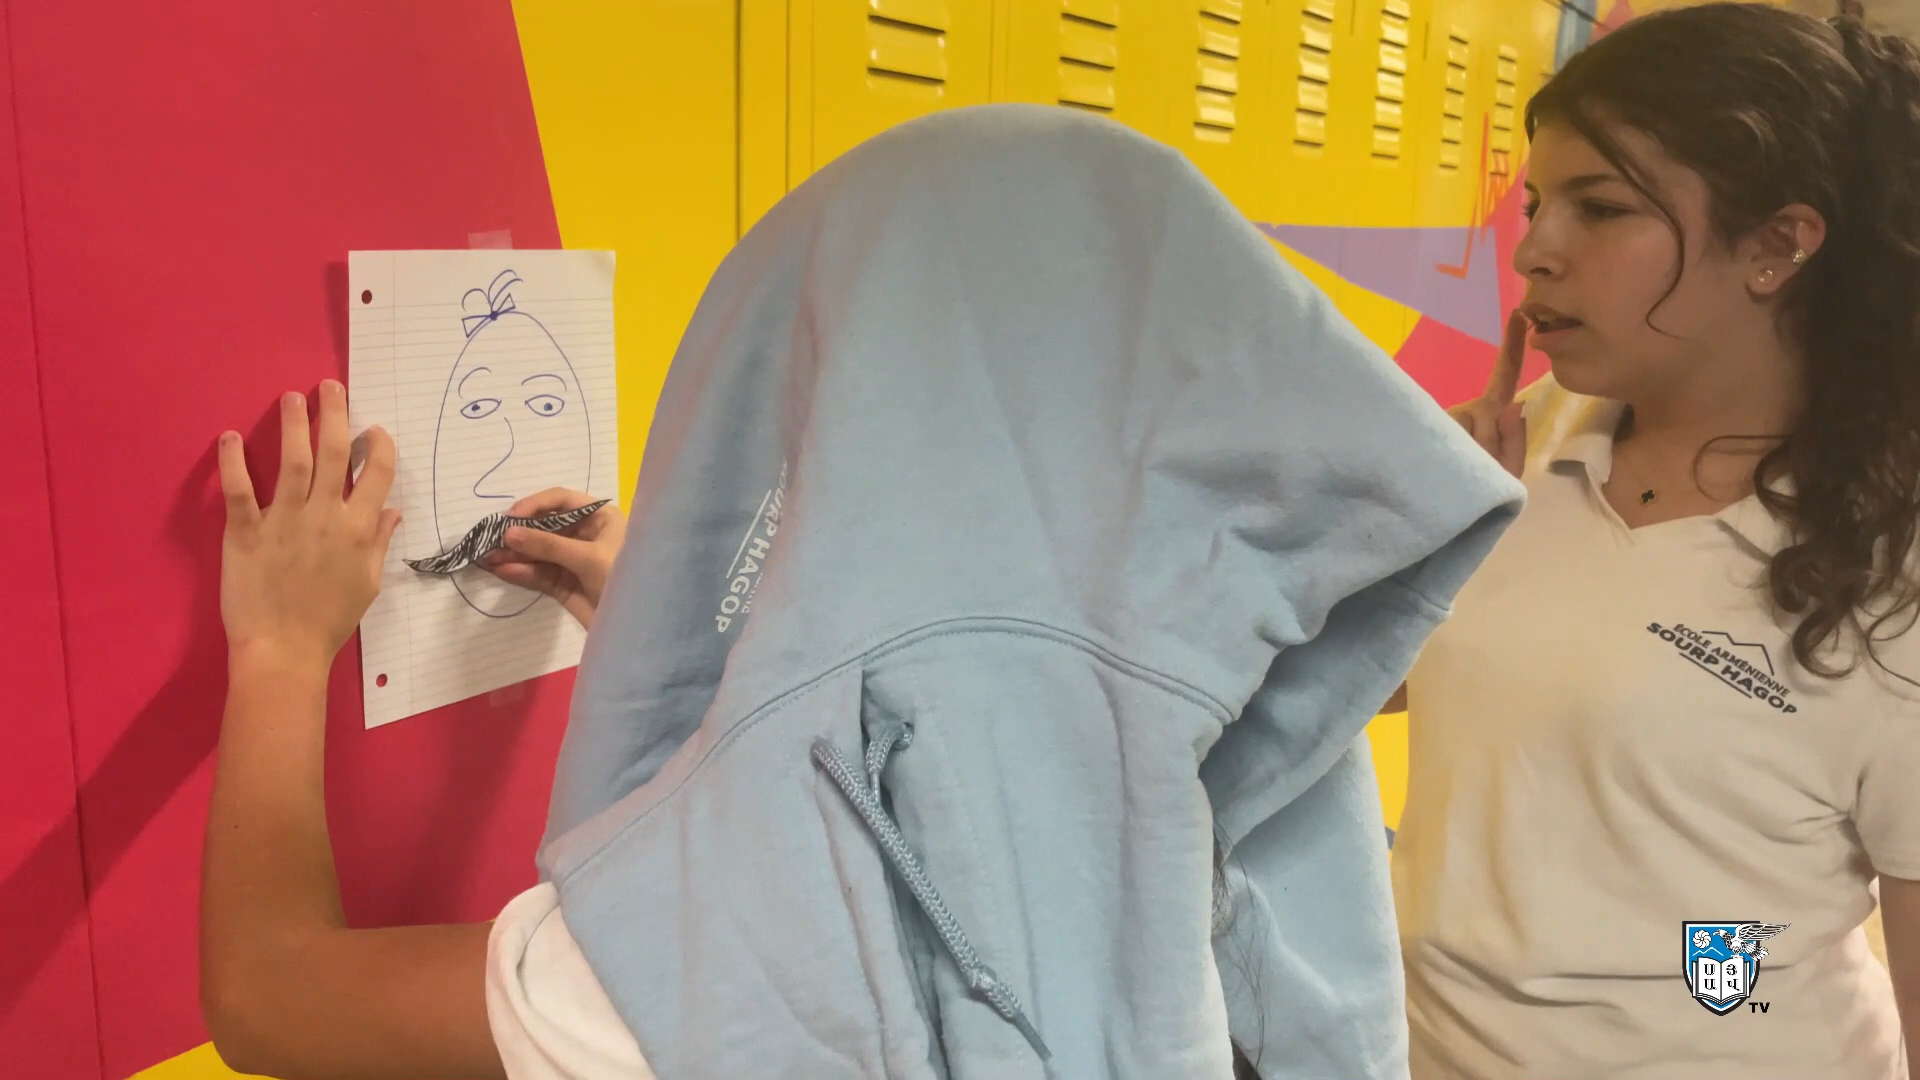 SOURP HAGOP
ÉCOLE ARMÉNIENNE
SOURP HAGOP
Ս Յ
Ա Վ
TV